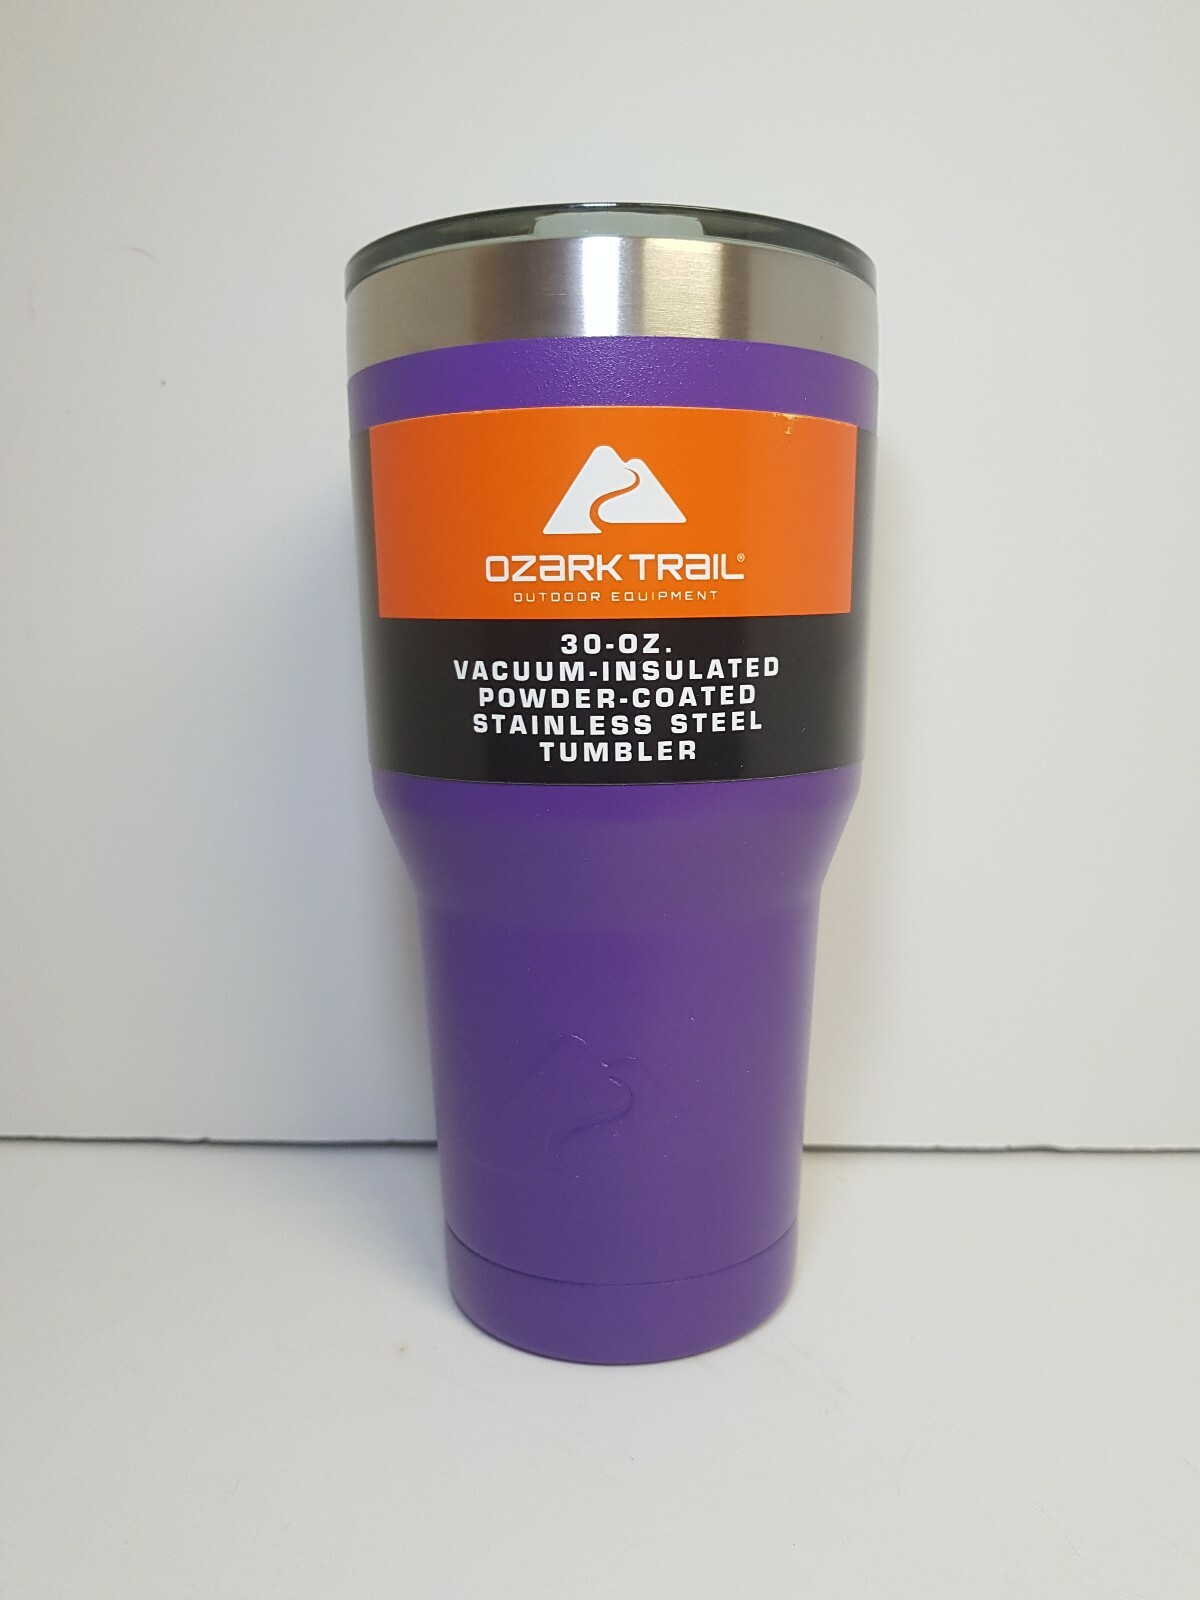 OZARK TRAIL®
OUTDOOR EQUIPMENT
30-OZ.
VACUUM-INSULATED
POWDER-COATED
STAINLESS STEEL
TUMBLER